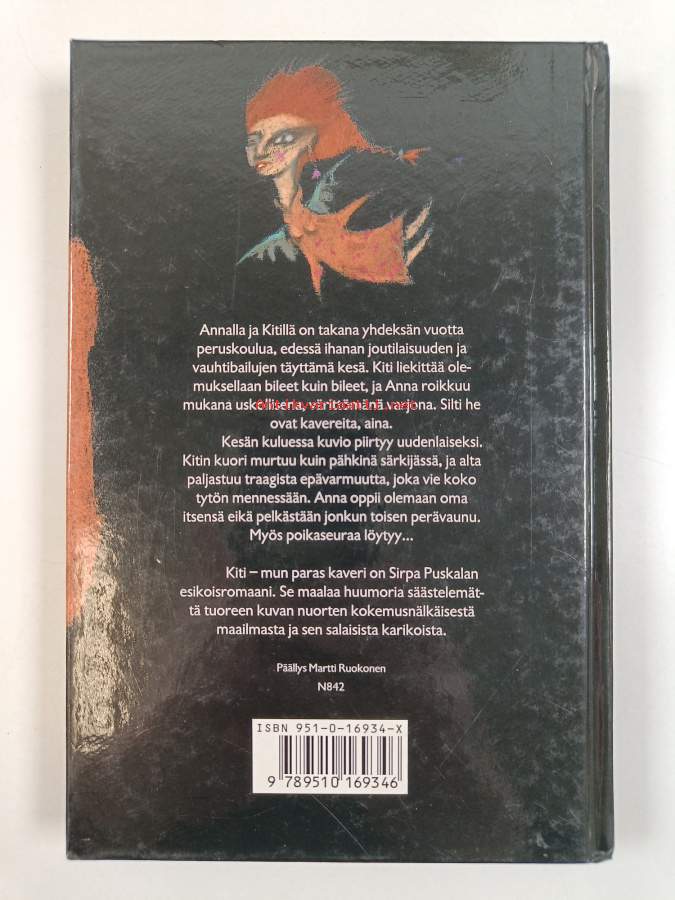 Annalla ja Kitillä on takana yhdeksän vuotta
peruskoulua, edessä ihanan joutilaisuuden ja
vauhtibailujen täyttämä kesä. Kiti liekittää ole-
muksellaan bileet kuin bileet, ja Anna roikkuu
mukana uskollisena, värittömänä varjona. Silti he
ovat kavereita, aina.
Kesän kuluessa kuvio piirtyy uudenlaiseksi.
Kitin kuori murtuu kuin pähkinä särkijässä, ja alta
paljastuu traagista epävarmuutta, joka vie koko
tytön mennessään. Anna oppii olemaan oma
itsensä eikä pelkästään jonkun toisen perävaunu.
Myös poikaseuraa löytyy...
Kiti – mun paras kaveri on Sirpa Puskalan
esikoisromaani. Se maalaa huumoria säästelemät-
tä tuoreen kuvan nuorten kokemusnälkäisestä
maailmasta ja sen salaisista karikoista.
Päällys Martti Ruokonen
N842
ISBN 951-0-16934-X
9 789510 169346